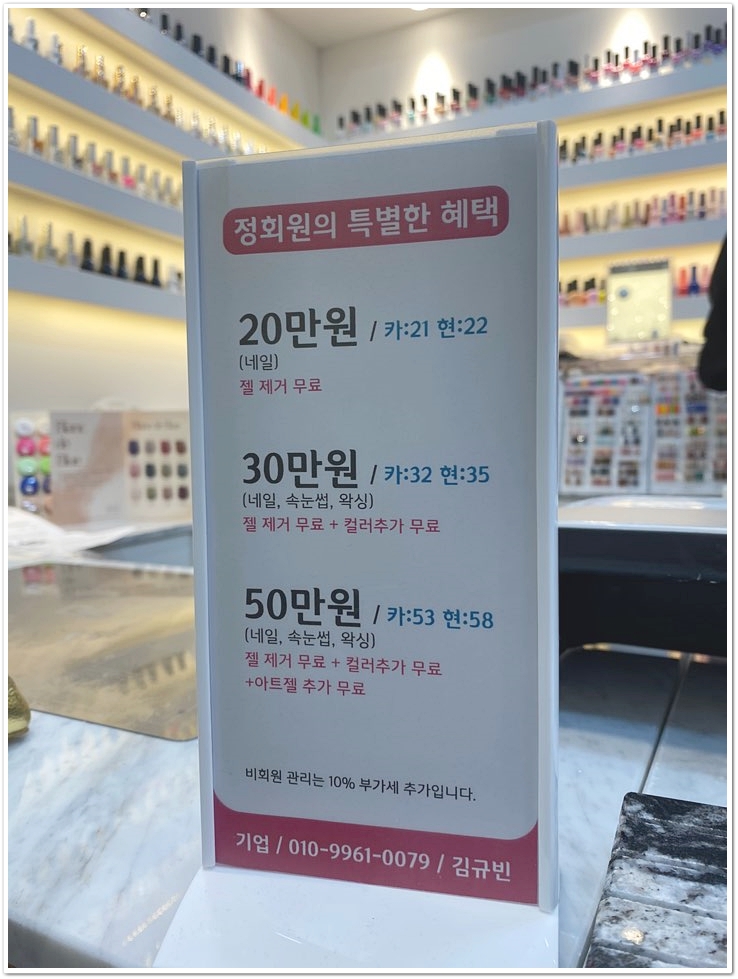 정회원의 특별한 혜택
20만원 / 카:21 현:22
(네일)
젤 제거 무료
30만원 / 카:32 현:35
(네일, 속눈썹, 왁싱)
젤 제거 무료 + 컬러추가 무료
50만원 / 카:53 현:58
(네일, 속눈썹, 왁싱)
젤 제거 무료 + 컬러추가 무료
+아트젤 추가 무료
비회원 관리는 10% 부가세 추가입니다.
기업 / 010-9961-0079 / 김규빈